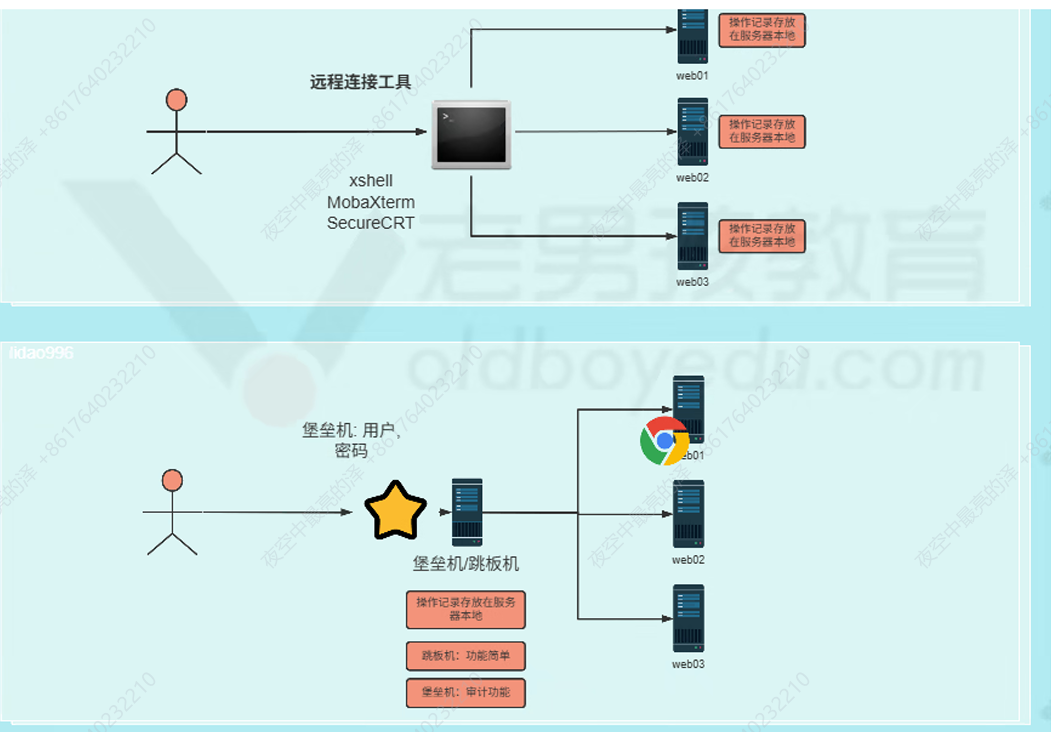 操作记录存放
在服务器本地
web01
远程连接工具
操作记录存放
在服务器本地
web02
xshell
MobaXterm
SecureCRT
操作记录存放
在服务器本地
web03
老男孩教育
oldboyedu.com
lidao996
堡垒机: 用户,
密码
eb01
堡垒机/跳板机
web02
操作记录存放在服务
器本地
跳板机：功能简单
堡垒机：审计功能
web03
夜空中最亮的泽 +8617640232210